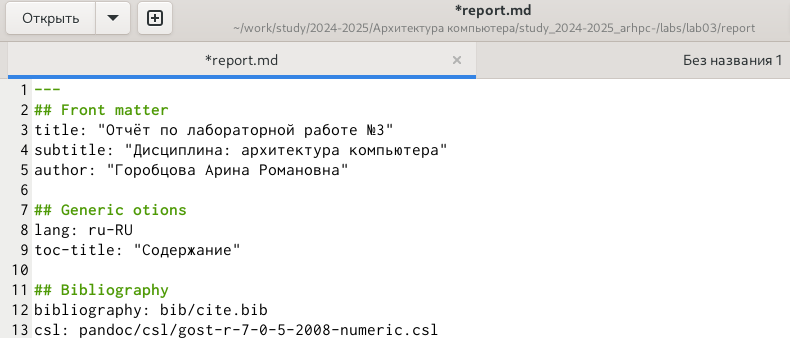 Открыть
*report.md
~/work/study/2024-2025/Архитектура компьютера/study_2024-2025_arhpc-/labs/lab03/report
*report.md
Без названия 1
1 ---
2 ## Front matter
3 title: "Отчёт по лабораторной работе №3"
4 subtitle: "Дисциплина: архитектура компьютера"
5 author: "Горобцова Арина Романовна"
6
7 ## Generic otions
8 lang: ru-RU
9 toc-title: "Содержание"
10
11 ## Bibliography
12 bibliography: bib/cite.bib
13 csl: pandoc/csl/gost-r-7-0-5-2008-numeric.csl